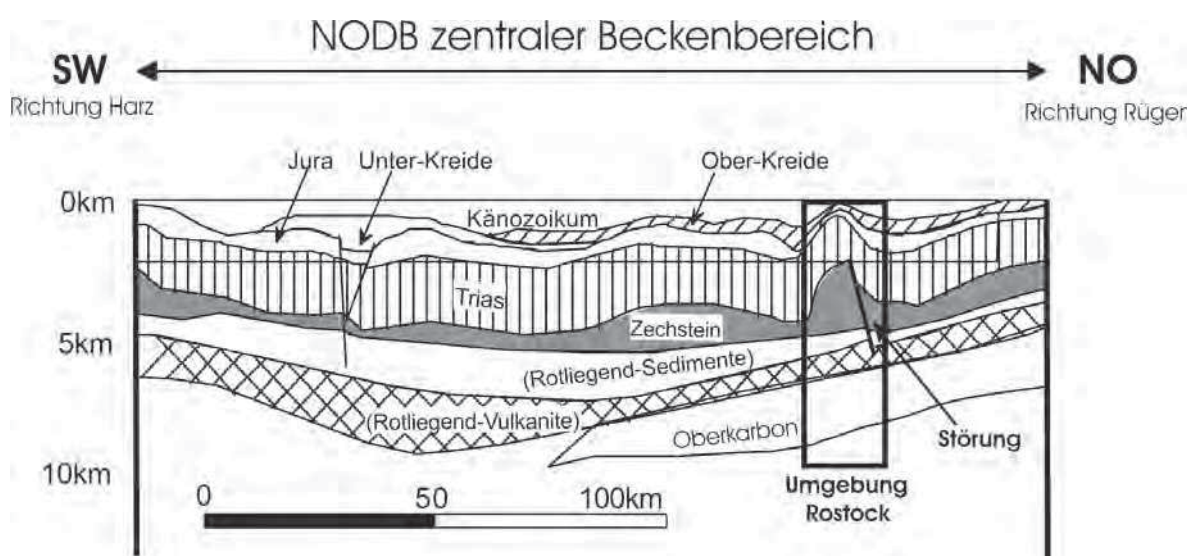 NODB zentraler Beckenbereich
SW
NO
Richtung Harz
Richtung Rüger
Jura
Unter-Kreide
Ober-Kreide
0km
Känozoikum
Trias
Zechstein
5km
(Rotliegend-Sedimente)
(Rotliegend-Vulkanite)
Oberkarbon
Störung
10km
0
50
100km
Umgebung
Rostock